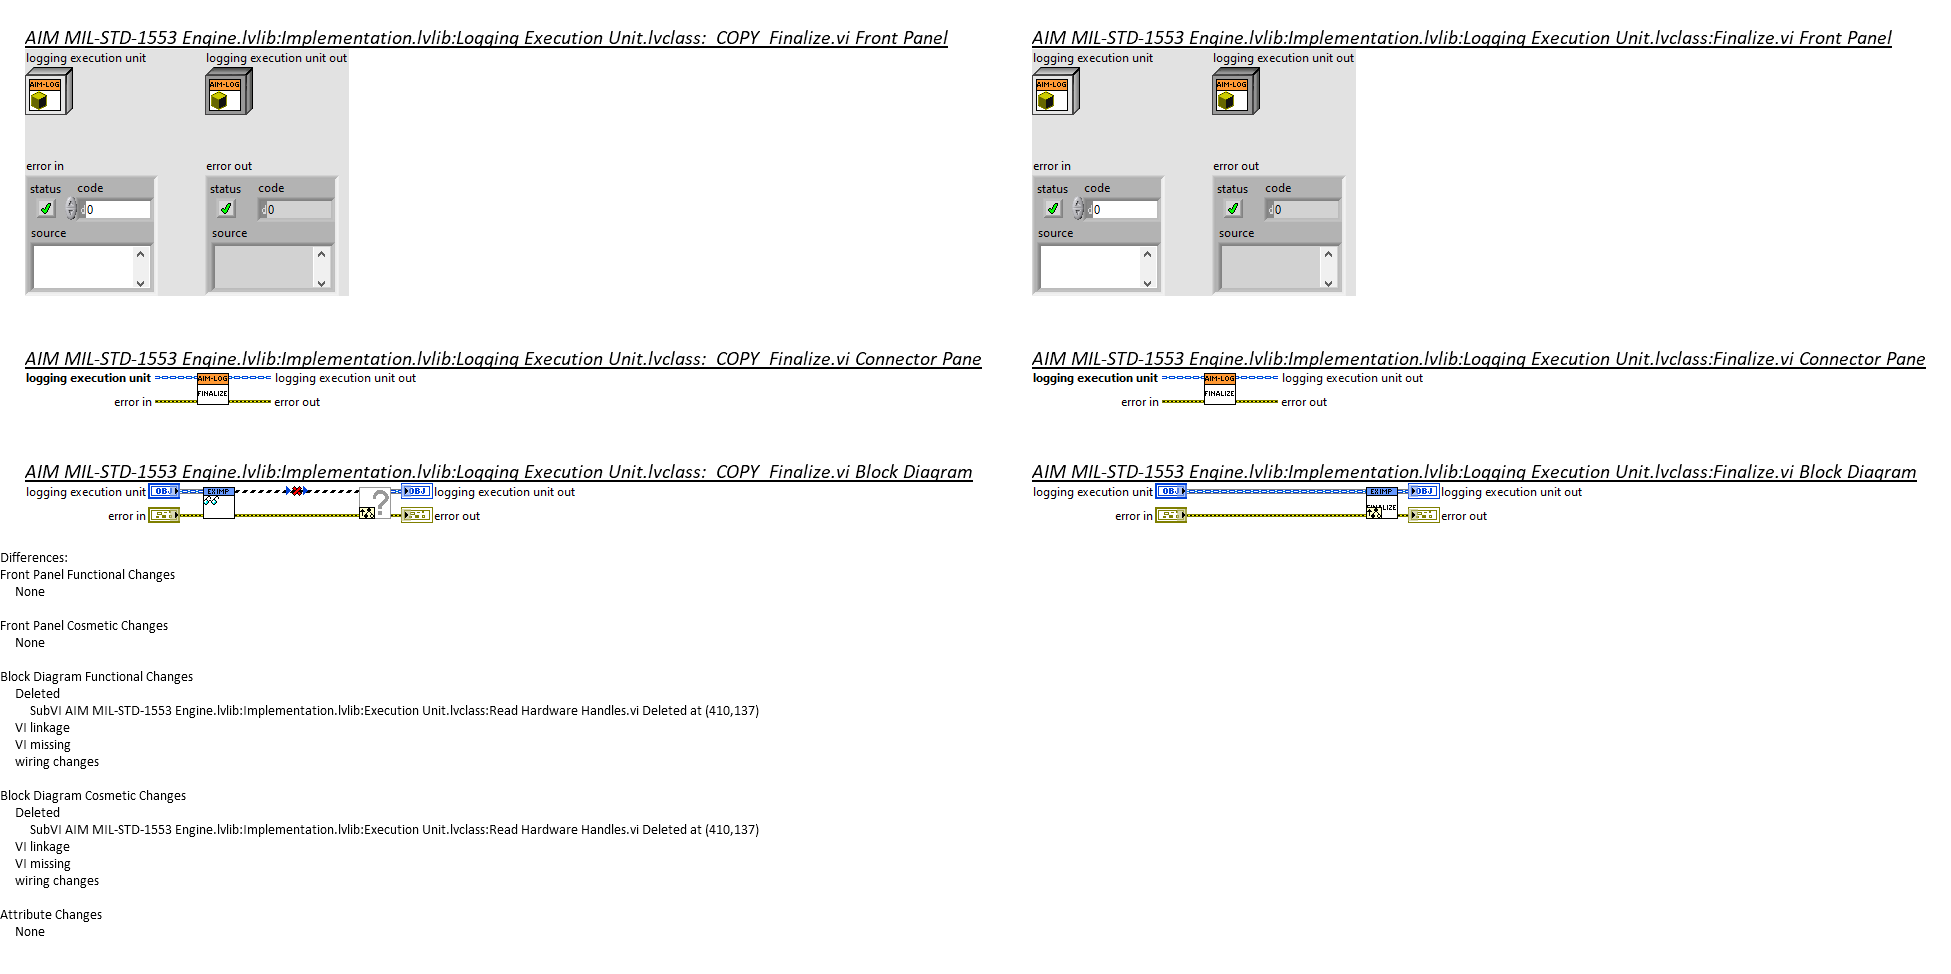 AIM MIL-STD-1553 Engine.lvlib:Implementation.lvlib:Logging Execution Unit.lvclass:_COPY_Finalize.vi Front Panel
logging execution unit
logging execution unit out
AIM-LOG
AIM-LOG
error in
error out
status
code
status
code
d
0
d
0
source
source
AIM MIL-STD-1553 Engine.lvlib:Implementation.lvlib:Logging Execution Unit.lvclass:_COPY_Finalize.vi Connector Pane
logging execution unit
AIM-LOG
logging execution unit out
FINALIZE
error in
error out
AIM MIL-STD-1553 Engine.lvlib:Implementation.lvlib:Logging Execution Unit.lvclass:_COPY_Finalize.vi Block Diagram
logging execution unit
OBJ
EXIMP
?
OBJ
logging execution unit out
error in
error out
AIM MIL-STD-1553 Engine.lvlib:Implementation.lvlib:Logging Execution Unit.lvclass:Finalize.vi Front Panel
logging execution unit
logging execution unit out
AIM-LOG
AIM-LOG
error in
error out
status
code
status
code
d
0
d
0
source
source
AIM MIL-STD-1553 Engine.lvlib:Implementation.lvlib:Logging Execution Unit.lvclass:Finalize.vi Connector Pane
logging execution unit
AIM-LOG
logging execution unit out
FINALIZE
error in
error out
AIM MIL-STD-1553 Engine.lvlib:Implementation.lvlib:Logging Execution Unit.lvclass:Finalize.vi Block Diagram
logging execution unit
OBJ
EXIMP
OBJ
logging execution unit out
error in
error out
Differences:
Front Panel Functional Changes
None
Front Panel Cosmetic Changes
None
Block Diagram Functional Changes
Deleted
SubVI AIM MIL-STD-1553 Engine.lvlib:Implementation.lvlib:Execution Unit.lvclass:Read Hardware Handles.vi Deleted at (410,137)
VI linkage
VI missing
wiring changes
Block Diagram Cosmetic Changes
Deleted
SubVI AIM MIL-STD-1553 Engine.lvlib:Implementation.lvlib:Execution Unit.lvclass:Read Hardware Handles.vi Deleted at (410,137)
VI linkage
VI missing
wiring changes
Attribute Changes
None